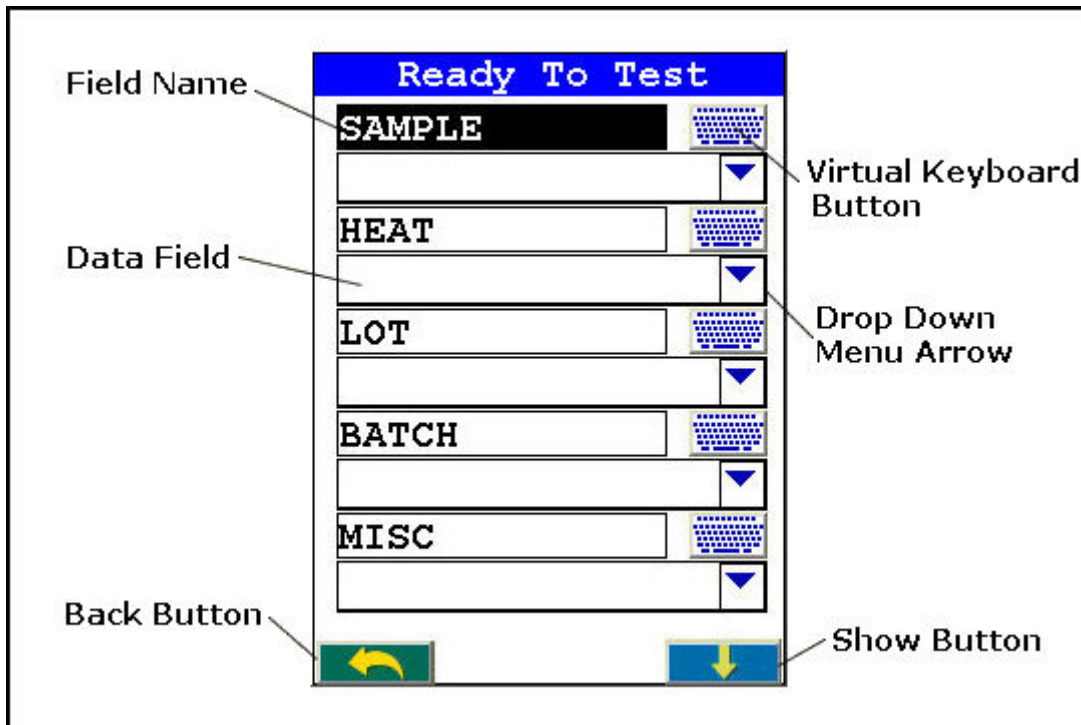 Ready To Test
Field Name
SAMPLE
Virtual Keyboard
Button
HEAT
Data Field
Drop Down
Menu Arrow
LOT
BATCH
MISC
Back Button
Show Button